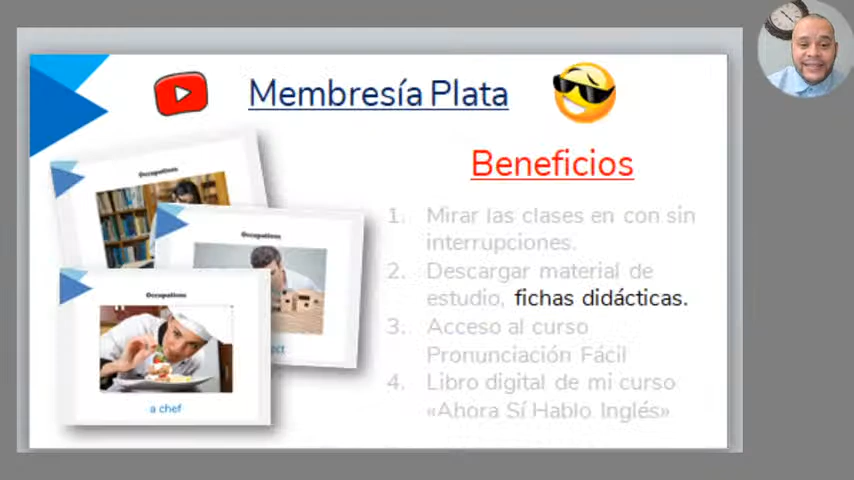 Membresía Plata
Beneficios
1. Mirar las clases en con sin
interrupciones.
2. Descargar material de
estudio, fichas didácticas.
3. Acceso al curso
Pronunciación Fácil
4. Libro digital de mi curso
«Ahora Sí Hablo Inglés»
Occupations
Occupations
Occupations
a chef